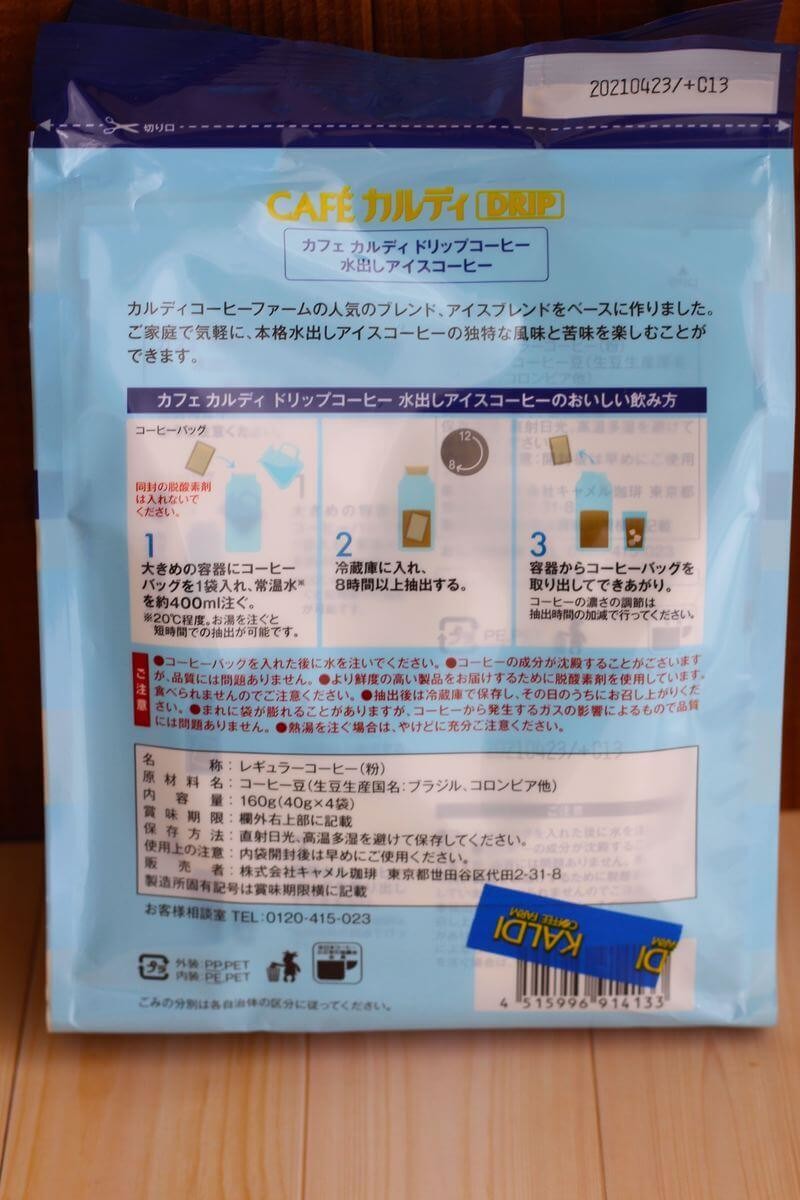 20210423/+C13
切り口
CAFÉ カルディ DRIP
カフェ カルディ ドリップコーヒー
水出しアイスコーヒー
カルディコーヒーファームの人気のブレンド、アイスブレンドをベースに作りました。
ご家庭で気軽に、本格水出しアイスコーヒーの独特な風味と苦味を楽しむことが
できます。
カフェ カルディ ドリップコーヒー 水出しアイスコーヒーのおいしい飲み方
コーヒーバッグ
同封の脱酸素剤
は入れないで
ください。
1
大きめの容器にコーヒー
バッグを1袋入れ、常温水※
を約400ml注ぐ。
※20℃程度。お湯を注ぐと
短時間での抽出が可能です。
12
8
2
冷蔵庫に入れ、
8時間以上抽出する。
3
容器からコーヒーバッグを
取り出してできあがり。
コーヒーの濃さの調節は
抽出時間の加減で行ってください。
ご注意
●コーヒーバックを入れた後に水を注いでください。●コーヒーの成分が沈殿することがございます
が、品質には問題ありません。●より鮮度の高い製品をお届けするために脱酸素剤を使用しています。
食べられませんのでご注意ください。●抽出後は冷蔵庫で保存し、その日のうちにお召し上がりくだ
さい。●まれに袋が膨れることがありますが、コーヒーから発生するガスの影響によるもので品質
には問題ありません。●熱湯を注ぐ場合は、やけどに充分ご注意ください。
名称:レギュラーコーヒー(粉)
原材料名:コーヒー豆(生豆生産国名:ブラジル、コロンビア他)
内容量:160g(40g×4袋)
賞味期限:欄外右上部に記載
保存方法:直射日光、高温多湿を避けて保存してください。
使用上の注意:内袋開封後は早めにご使用ください。
販売者:株式会社キャメル珈琲 東京都世田谷区代田2-31-8
製造所固有記号は賞味期限横に記載
お客様相談室 TEL:0120-415-023
KALDI
COFFEE FARM
DI
ARM
プラ
外装:PP,PET
内装:PE,PET
ごみの分別は各自治体の区分に従ってください。
4 515996 914133